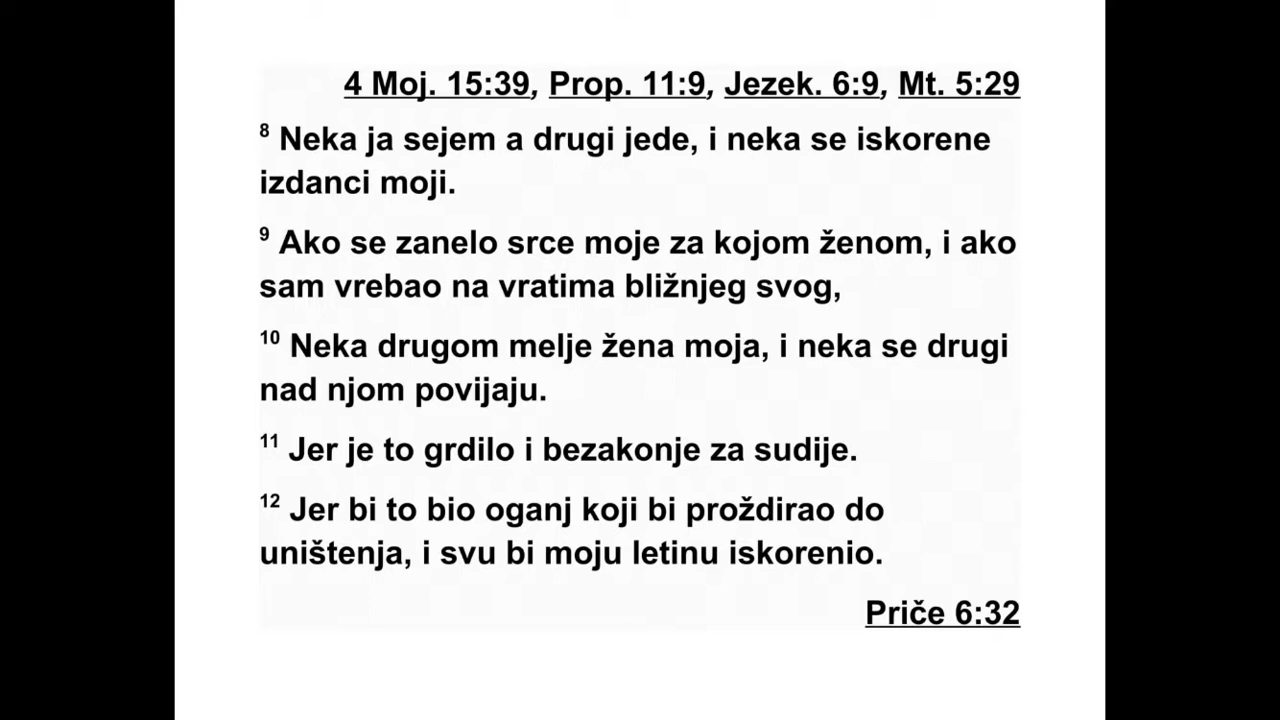 4 Moj. 15:39, Prop. 11:9, Jezek. 6:9, Mt. 5:29
8 Neka ja sejem a drugi jede, i neka se iskorene
izdanci moji.
9 Ako se zanelo srce moje za kojom ženom, i ako
sam vrebao na vratima bližnjeg svog,
10 Neka drugom melje žena moja, i neka se drugi
nad njom povijaju.
11 Jer je to grdilo i bezakonje za sudije.
12 Jer bi to bio oganj koji bi proždirao do
uništenja, i svu bi moju letinu iskorenio.
Priče 6:32